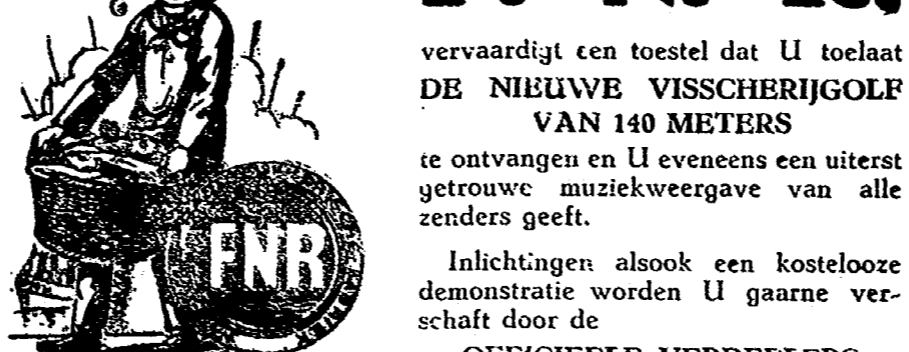 vervaardigt een toestel dat U toelaat
DE NIEUWE VISSCHERIJGOLF
VAN 140 METERS
te ontvangen en U eveneens een uiterst
getrouwe muziekweergave van alle
zenders geeft.
Inlichtingen alsook een kostelooze
demonstratie worden U gaarne ver-
schaft door de
FNR